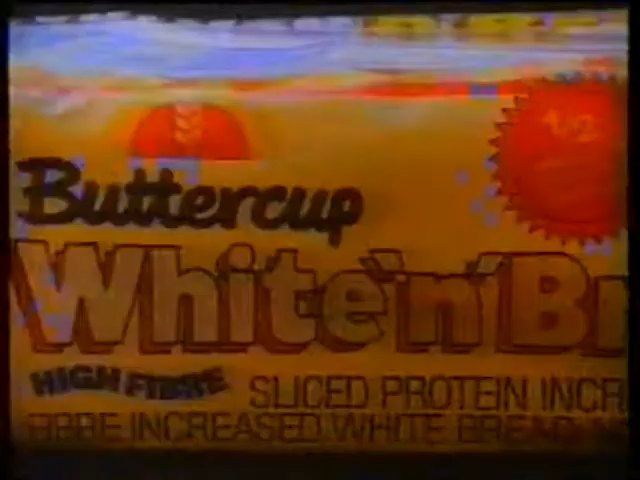 Buttercup
White 'n' Br
HIGH FIBRE
SLICED PROTEIN INCR
FIBRE INCREASED WHITE BREAD